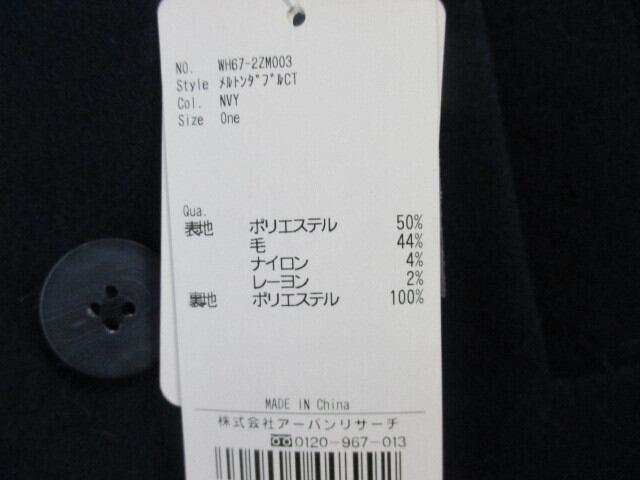 NO. WH67-2ZM003
Style ﾒﾙﾄﾝﾀﾞﾌﾞﾙCT
Col. NVY
Size One
Qua.
表地 ポリエステル 50%
毛 44%
ナイロン 4%
レーヨン 2%
裏地 ポリエステル 100%
MADE IN China
株式会社アーバンリサーチ
0120-967-013